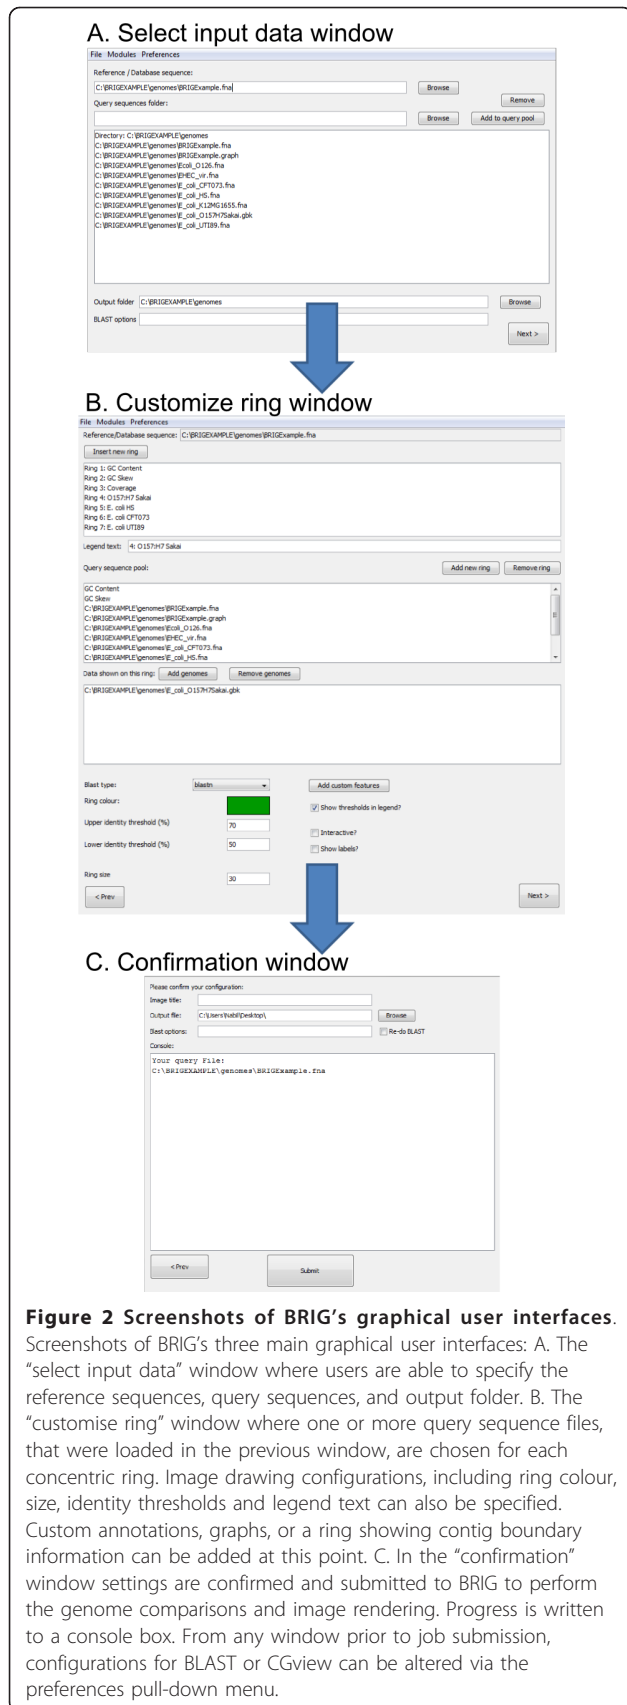 A. Select input data window
File Modules Preferences
Reference / Database sequence:
C:\BRIGEXAMPLE\genomes\BRIGExample.fna
Browse
Remove
Query sequences folder:
Browse
Add to query pool
Directory: C:\BRIGEXAMPLE\genomes
C:\BRIGEXAMPLE\genomes\BRIGExample.fna
C:\BRIGEXAMPLE\genomes\BRIGExample.graph
C:\BRIGEXAMPLE\genomes\Ecoli_O126.fna
C:\BRIGEXAMPLE\genomes\EHEC_vir.fna
C:\BRIGEXAMPLE\genomes\E_coli_CFT073.fna
C:\BRIGEXAMPLE\genomes\E_coli_HS.fna
C:\BRIGEXAMPLE\genomes\E_coli_K12MG1655.fna
C:\BRIGEXAMPLE\genomes\E_coli_O157H7Sakai.gbk
C:\BRIGEXAMPLE\genomes\E_coli_UTI89.fna
Output folder C:\BRIGEXAMPLE\genomes Browse
BLAST options
Next >
B. Customize ring window
File Modules Preferences
Reference/Database sequence: C:\BRIGEXAMPLE\genomes\BRIGExample.fna
Insert new ring
Ring 1: GC Content
Ring 2: GC Skew
Ring 3: Coverage
Ring 4: O157:H7 Sakai
Ring 5: E. coli HS
Ring 6: E. coli CFT073
Ring 7: E. coli UTI89
Legend text: 4: O157:H7 Sakai
Query sequence pool: Add new ring Remove ring
GC Content
GC Skew
C:\BRIGEXAMPLE\genomes\BRIGExample.fna
C:\BRIGEXAMPLE\genomes\BRIGExample.graph
C:\BRIGEXAMPLE\genomes\Ecoli_O126.fna
C:\BRIGEXAMPLE\genomes\EHEC_vir.fna
C:\BRIGEXAMPLE\genomes\E_coli_CFT073.fna
C:\BRIGEXAMPLE\genomes\E_coli_HS.fna
Data shown on this ring: Add genomes Remove genomes
C:\BRIGEXAMPLE\genomes\E_coli_O157H7Sakai.gbk
Blast type: blastn Add custom features
Ring colour: Show thresholds in legend?
Upper identity threshold (%) 70 Interactive?
Lower identity threshold (%) 50 Show labels?
Ring size 30
< Prev Next >
C. Confirmation window
Please confirm your configuration:
Image title:
Output file: C:\Users\Nabil\Desktop\ Browse
Blast options: Re-do BLAST
Console:
Your query File:
C:\BRIGEXAMPLE\genomes\BRIGExample.fna
< Prev Submit
Figure 2 Screenshots of BRIG's graphical user interfaces.
Screenshots of BRIG's three main graphical user interfaces: A. The
"select input data" window where users are able to specify the
reference sequences, query sequences, and output folder. B. The
"customise ring" window where one or more query sequence files,
that were loaded in the previous window, are chosen for each
concentric ring. Image drawing configurations, including ring colour,
size, identity thresholds and legend text can also be specified.
Custom annotations, graphs, or a ring showing contig boundary
information can be added at this point. C. In the "confirmation"
window settings are confirmed and submitted to BRIG to perform
the genome comparisons and image rendering. Progress is written
to a console box. From any window prior to job submission,
configurations for BLAST or CGview can be altered via the
preferences pull-down menu.